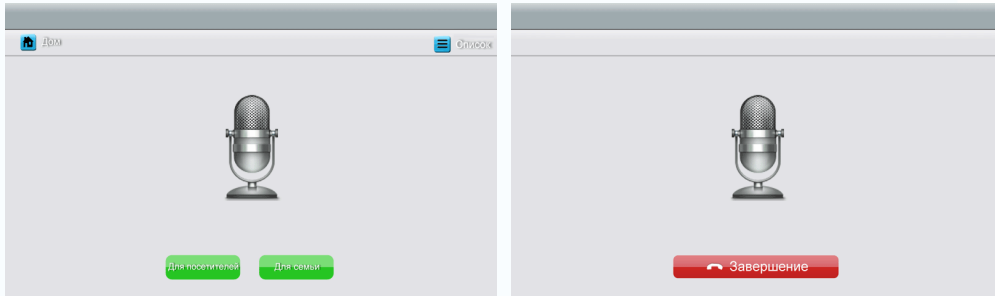 Дом
Список
Для посетителей
Для семьи
Завершение